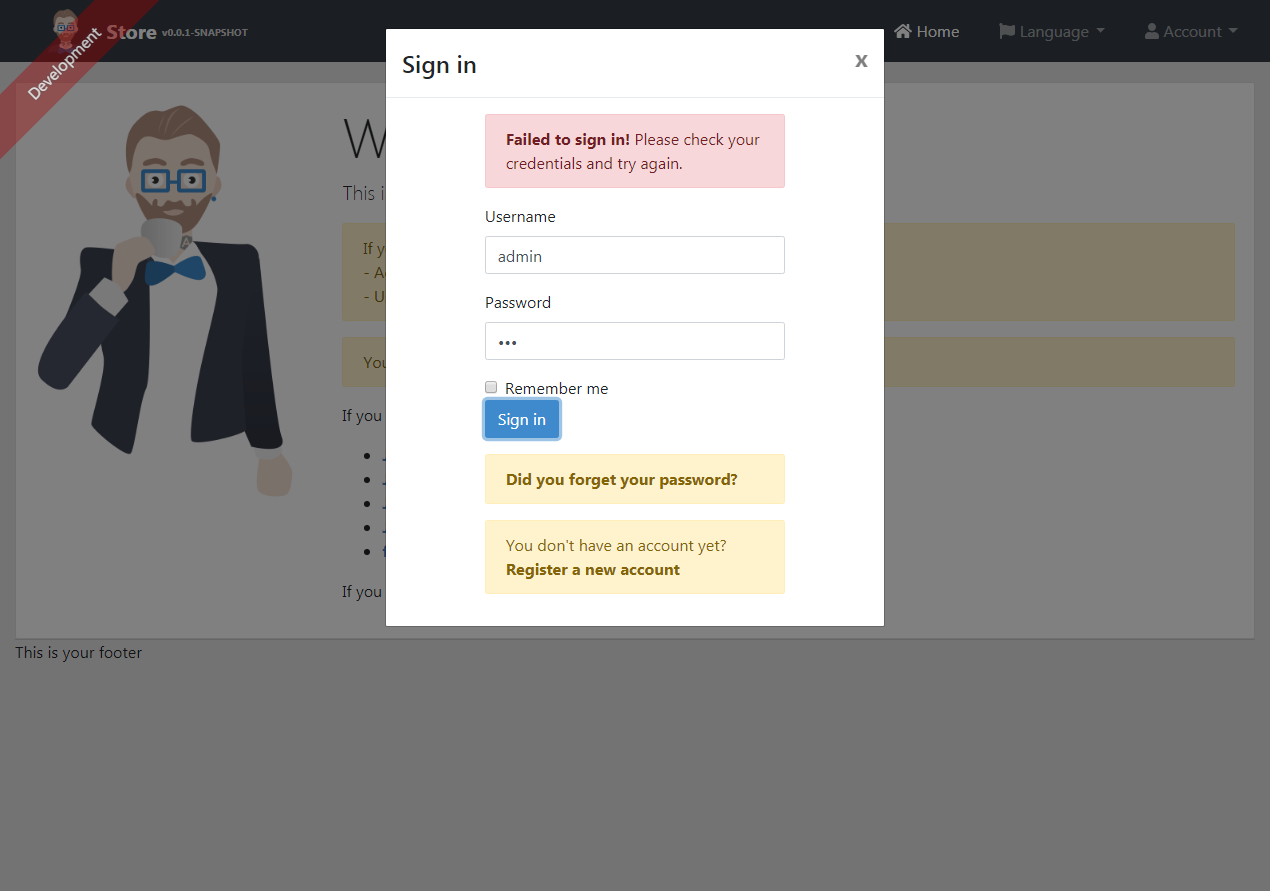 Development
Store v0.0.1-SNAPSHOT
Home
Language
Account
Sign in
x
Failed to sign in! Please check your
credentials and try again.
Username
admin
Password
•••
Remember me
Sign in
Did you forget your password?
You don't have an account yet?
Register a new account
W
This i
If y
- A
- U
You
If you
If you
This is your footer